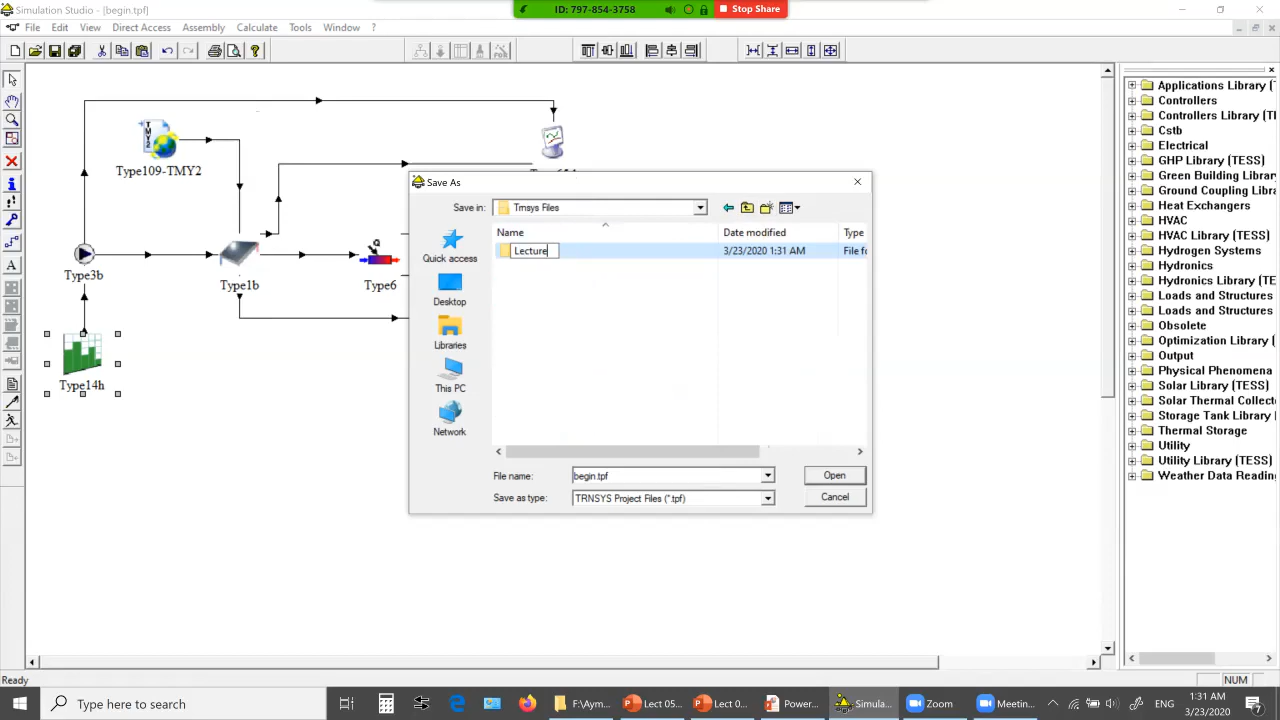 Simulation Studio - [begin.tpf]
ID: 797-854-3758
Stop Share
File Edit View Direct Access Assembly Calculate Tools Window ?
Type109-TMY2
Type3b
Type1b
Type6
Type14h
Save As
Save in: Trnsys Files
Name Date modified Type
Lecture 3/23/2020 1:31 AM File fo
Quick access
Desktop
Libraries
This PC
Network
File name: begin.tpf Open
Save as type: TRNSYS Project Files (*.tpf) Cancel
Applications Library (T
Controllers
Controllers Library (TI
Cstb
Electrical
GHP Library (TESS)
Green Building Library
Ground Coupling Libra
Heat Exchangers
HVAC
HVAC Library (TESS)
Hydrogen Systems
Hydronics
Hydronics Library (TE
Loads and Structures
Loads and Structures
Obsolete
Optimization Library (
Output
Physical Phenomena
Solar Library (TESS)
Solar Thermal Collect
Storage Tank Library
Thermal Storage
Utility
Utility Library (TESS)
Weather Data Reading
Ready
NUM
Type here to search
F:\Aym...
Lect 05...
Lect 0...
Power...
Simula...
Zoom
Meetin...
ENG
1:31 AM
3/23/2020